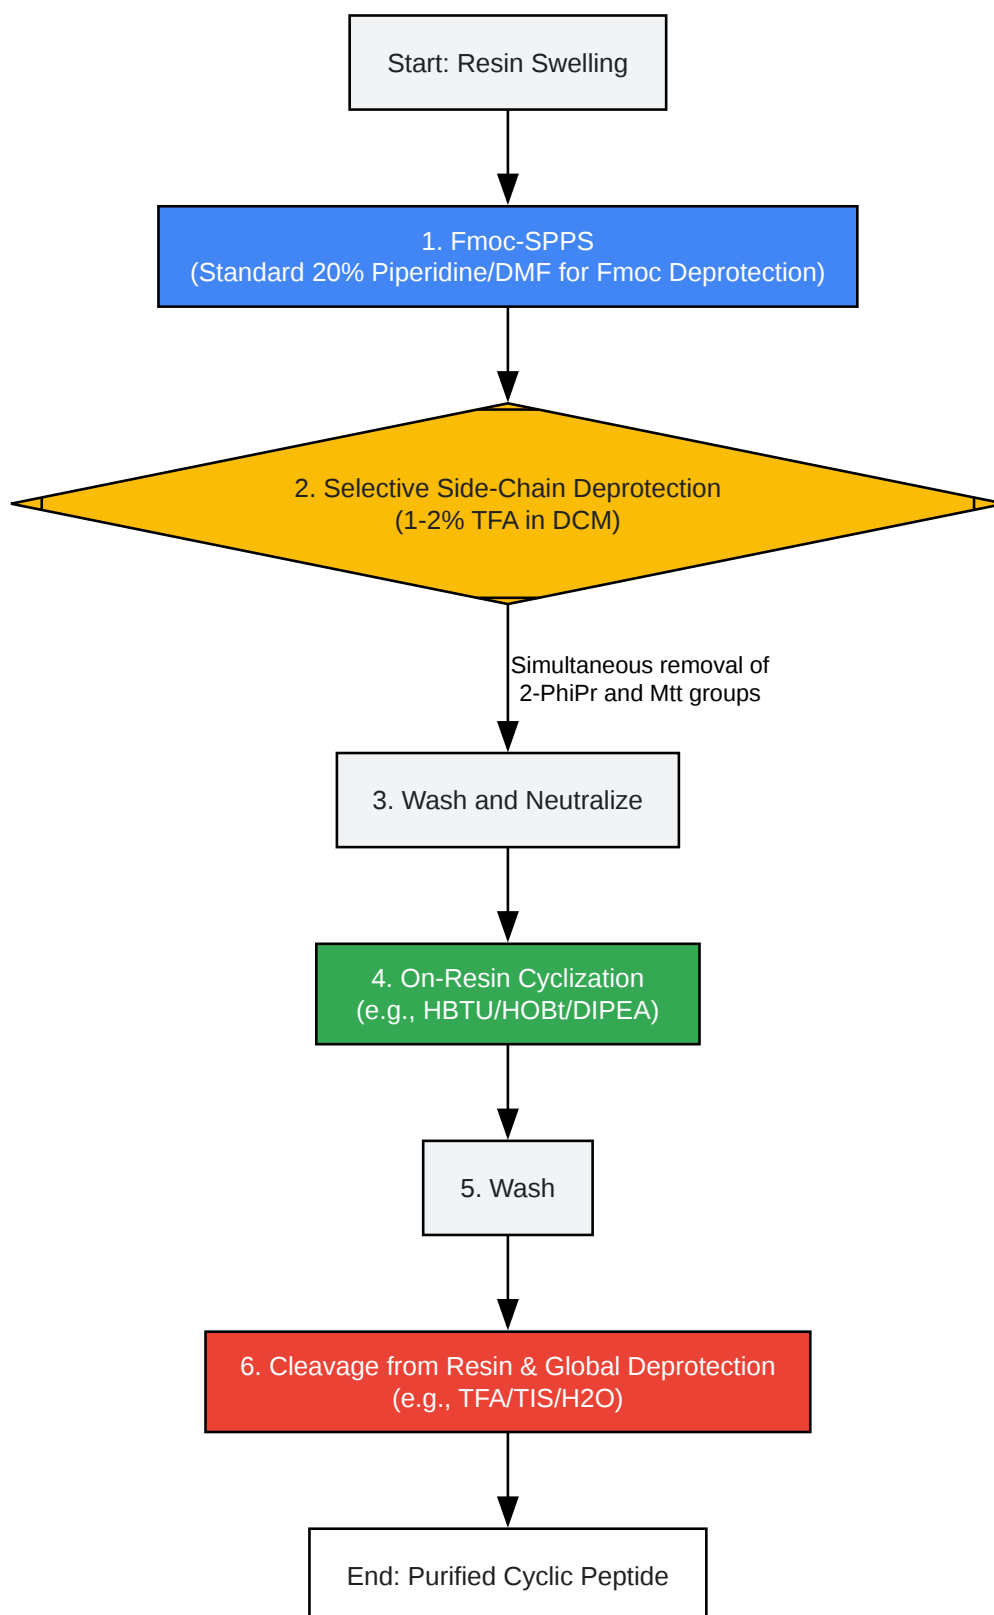 Start: Resin Swelling
1. Fmoc-SPPS
(Standard 20% Piperidine/DMF for Fmoc Deprotection)
2. Selective Side-Chain Deprotection
(1-2% TFA in DCM)
Simultaneous removal of
2-PhiPr and Mtt groups
3. Wash and Neutralize
4. On-Resin Cyclization
(e.g., HBTU/HOBt/DIPEA)
5. Wash
6. Cleavage from Resin & Global Deprotection
(e.g., TFA/TIS/H2O)
End: Purified Cyclic Peptide